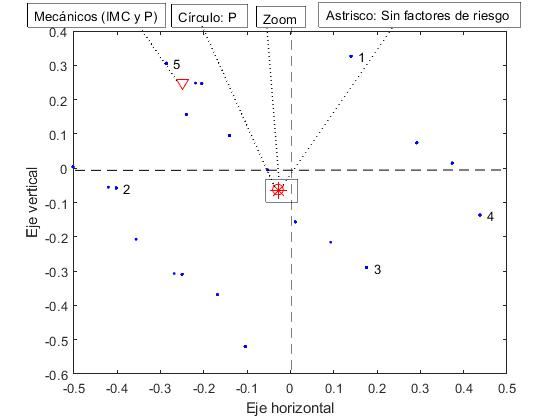 Mecánicos (IMC y P)
Círculo: P
Zoom
Astrisco: Sin factores de riesgo
0.4
0.3
0.2
0.1
0
-0.1
-0.2
-0.3
-0.4
-0.5
-0.6
Eje vertical
5
1
2
4
3
-0.5 -0.4 -0.3 -0.2 -0.1 0 0.1 0.2 0.3 0.4 0.5
Eje horizontal